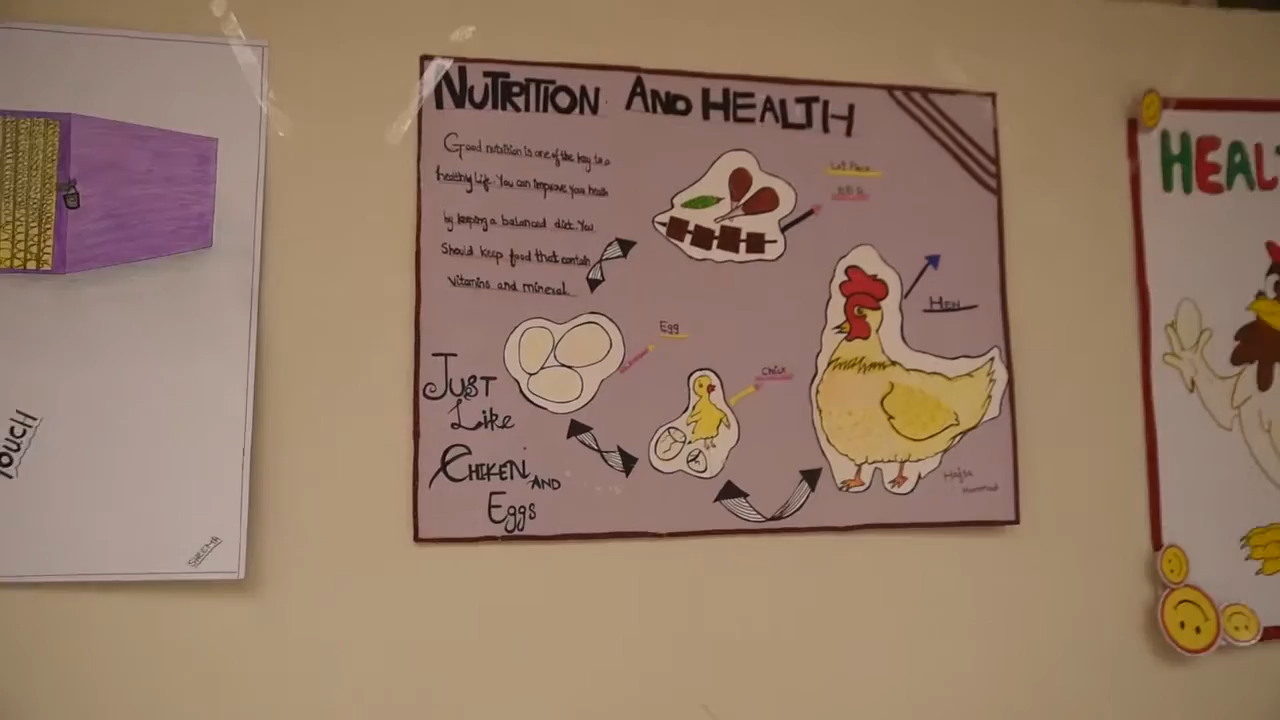 TOUCH
SHEEMA
NUTRITION AND HEALTH
Good nutrition is one of the key to a
healthy life. You can improve your health
by keeping a balanced diet. You
should keep food that contain
vitamins and mineral.
Egg
Chick
Hen
JUST
Like
CHIKEN AND
Eggs
HEAL